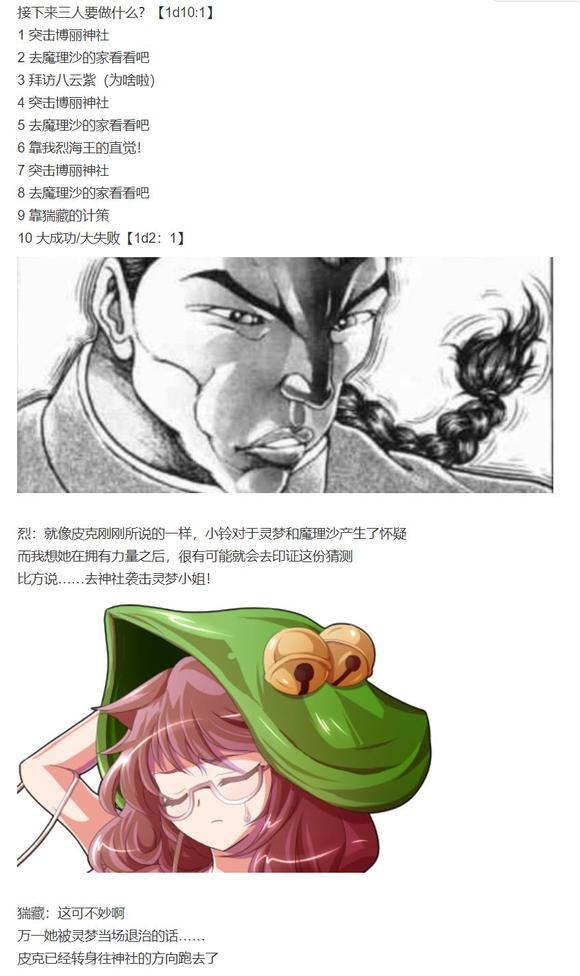 接下来三人要做什么？【1d10:1】
1 突击博丽神社
2 去魔理沙的家看看吧
3 拜访八云紫（为啥啦）
4 突击博丽神社
5 去魔理沙的家看看吧
6 靠我烈海王的直觉！
7 突击博丽神社
8 去魔理沙的家看看吧
9 靠猯藏的计策
10 大成功/大失败【1d2：1】
烈：就像皮克刚刚所说的一样，小铃对于灵梦和魔理沙产生了怀疑
而我想她在拥有力量之后，很有可能就会去印证这份猜测
比方说……去神社袭击灵梦小姐！
猯藏：这可不妙啊
万一她被灵梦当场退治的话……
皮克已经转身往神社的方向跑去了